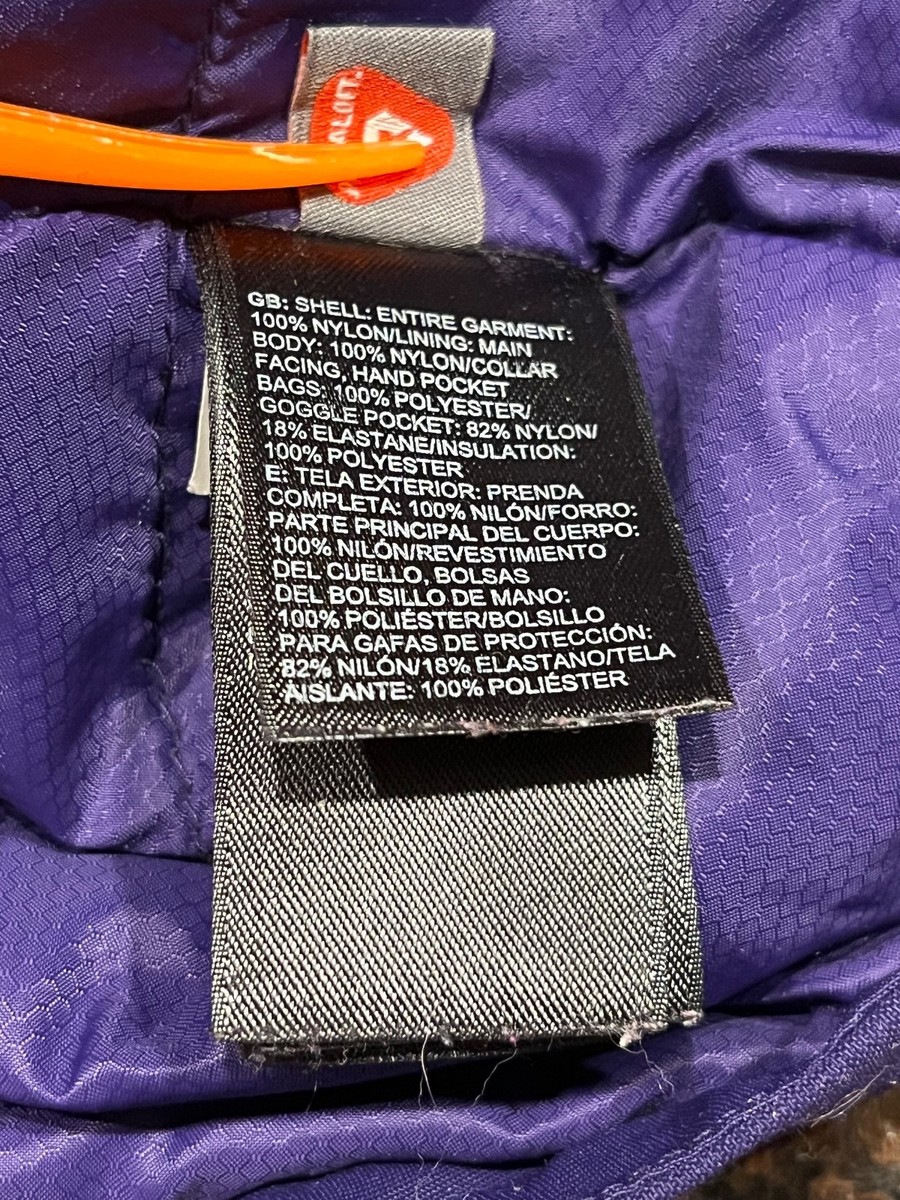 ALOFT
GB: SHELL: ENTIRE GARMENT:
100% NYLON/LINING: MAIN
BODY: 100% NYLON/COLLAR
FACING, HAND POCKET
BAGS: 100% POLYESTER/
GOGGLE POCKET: 82% NYLON/
18% ELASTANE/INSULATION:
100% POLYESTER
E: TELA EXTERIOR: PRENDA
COMPLETA: 100% NILÓN/FORRO:
PARTE PRINCIPAL DEL CUERPO:
100% NILÓN/REVESTIMIENTO
DEL CUELLO, BOLSAS
DEL BOLSILLO DE MANO:
100% POLIÉSTER/BOLSILLO
PARA GAFAS DE PROTECCIÓN:
82% NILÓN/18% ELASTANO/TELA
AISLANTE: 100% POLIÉSTER